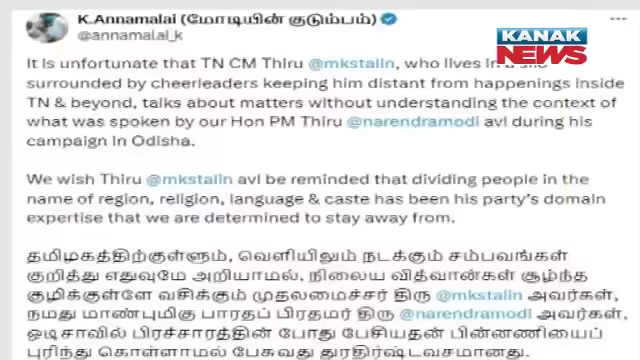 K.Annamalai (மோடியின் குடும்பம்)
@annamalai_k
KANAK
NEWS
It is unfortunate that TN CM Thiru @mkstalin, who lives in a
surrounded by cheerleaders keeping him distant from happenings inside
TN & beyond, talks about matters without understanding the context of
what was spoken by our Hon PM Thiru @narendramodi avl during his
campaign in Odisha.
We wish Thiru @mkstalin avl be reminded that dividing people in the
name of region, religion, language & caste has been his party's domain
expertise that we are determined to stay away from.
தமிழகத்திற்குள்ளும், வெளியிலும் நடக்கும் சம்பவங்கள்
குறித்து எதுவுமே அறியாமல், நிலைய வித்வான்கள் சூழ்ந்த
குழிக்குள்ளே வசிக்கும் முதலமைச்சர் திரு @mkstalin அவர்கள்,
நமது மாண்புமிகு பாரதப் பிரதமர் திரு @narendramodi அவர்கள்,
ஒடிசாவில் பிரச்சாரத்தின் போது பேசியதன் பின்னணியைப்
புரிந்து கொள்ளாமல் பேசுவது துரதிர்ஷ்டவசமானது.